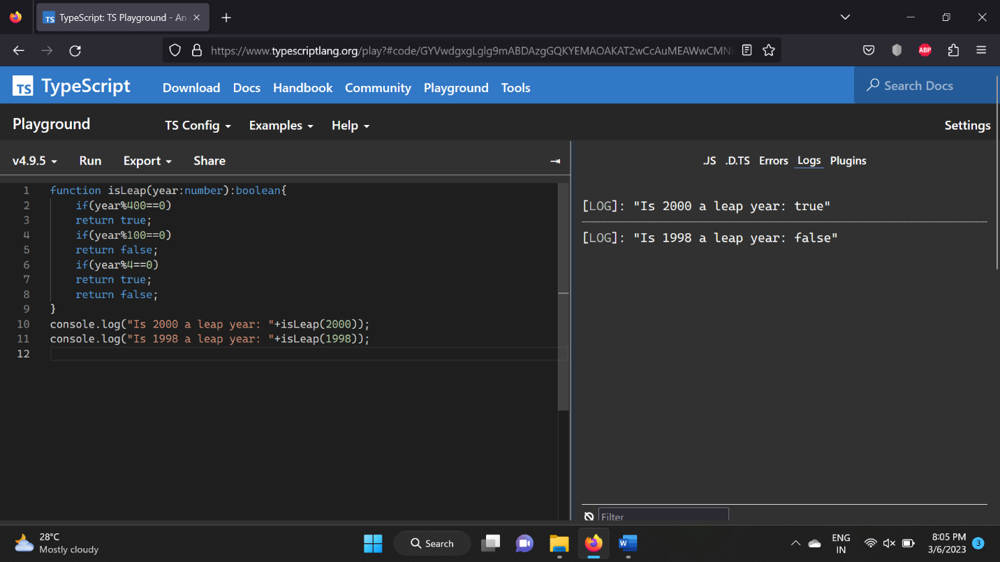 TS TypeScript: TS Playground - An
https://www.typescriptlang.org/play?#code/GYVwdgxgLglg9mABDAzgGQKYEMAOAKAT2wCcAuMEAWwCMNi
ABP
TS TypeScript Download Docs Handbook Community Playground Tools Search Docs
Playground TS Config Examples Help Settings
v4.9.5 Run Export Share
.JS .D.TS Errors Logs Plugins
1 function isLeap(year:number):boolean{
2 if(year%400==0)
3 return true;
4 if(year%100==0)
5 return false;
6 if(year%4==0)
7 return true;
8 return false;
9 }
10 console.log("Is 2000 a leap year: "+isLeap(2000));
11 console.log("Is 1998 a leap year: "+isLeap(1998));
12
[LOG]: "Is 2000 a leap year: true"
[LOG]: "Is 1998 a leap year: false"
Filter
28°C
Mostly cloudy
Search
W
ENG
IN
8:05 PM
3/6/2023
3